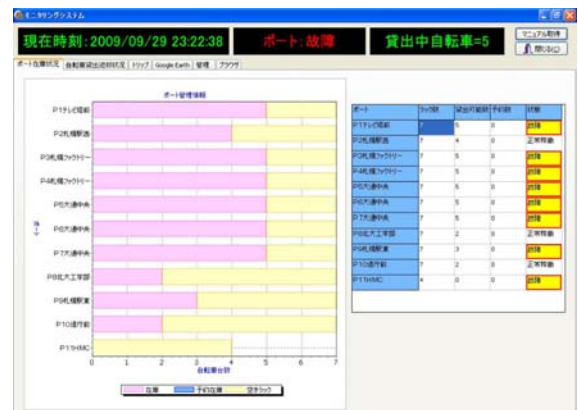 モニタリングシステム
現在時刻:2009/09/29 23:22:38
ポート:故障
貸出中自転車=5
マニュアル取得
閉じる(C)
ポート在庫状況 自転車貸出返却状況 トリップ Google Earth 管理 ブラウザ
ポート管理情報
P1テレビ塔前
P2札幌駅西
P3札幌ファクトリー
P4札幌ファクトリー
P5大通中央
P6大通中央
P7大通中央
P8北大工学部
P9札幌駅東
P10道庁前
P11HMC
ポート
0 1 2 3 4 5 6 7
自転車台数
在庫 予約在庫 空きラック
ポート ラック数 貸出可能数 予約数 状態
P1テレビ塔前 7 5 0 故障
P2札幌駅西 7 4 0 正常稼働
P3札幌ファクトリー 7 5 0 故障
P4札幌ファクトリー 7 5 0 故障
P5大通中央 7 5 0 故障
P6大通中央 7 5 0 故障
P7大通中央 7 5 0 故障
P8北大工学部 7 2 0 正常稼働
P9札幌駅東 7 3 0 故障
P10道庁前 7 2 0 正常稼働
P11HMC 4 0 0 故障